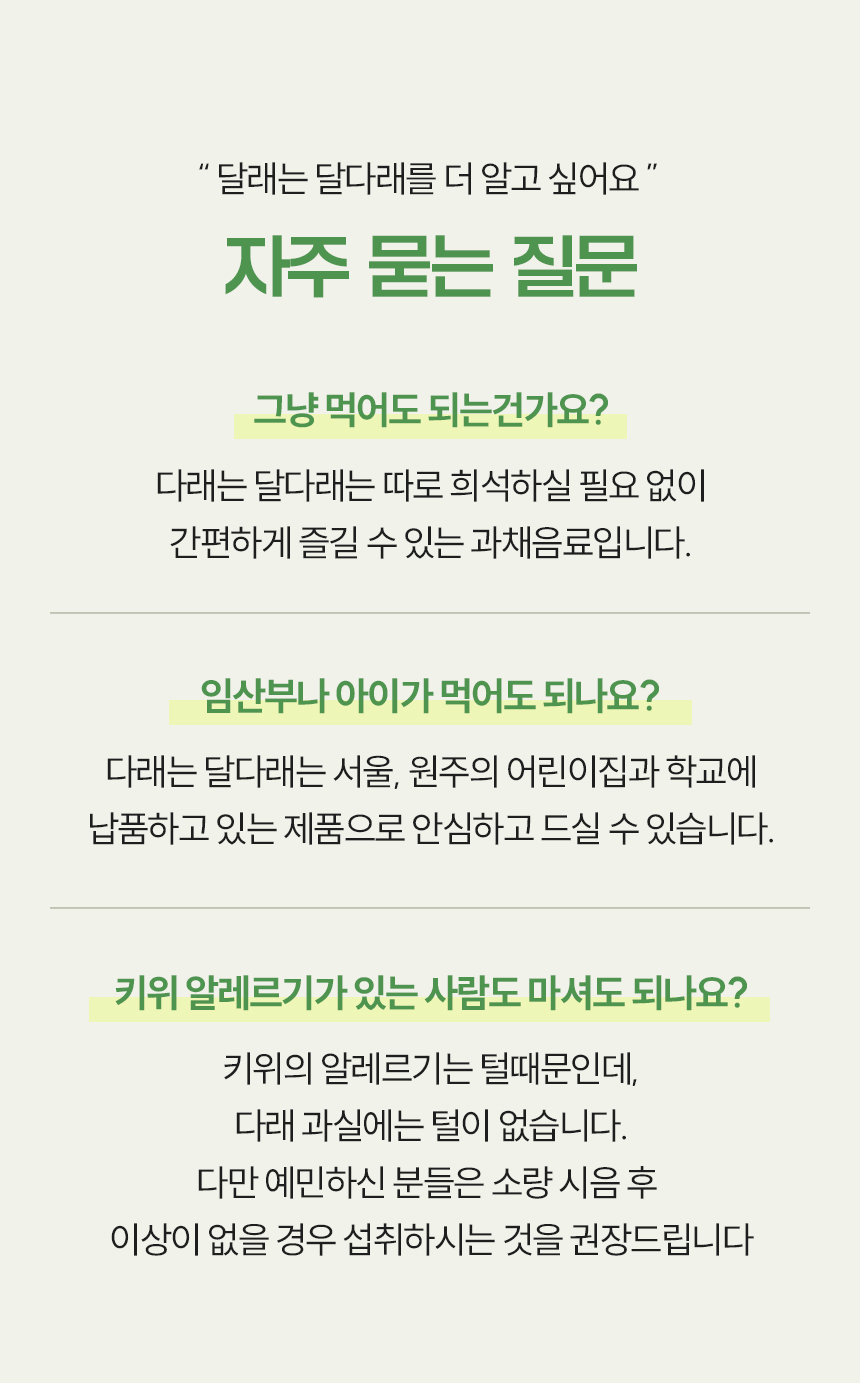 “ 달래는 달다래를 더 알고 싶어요 ”
자주 묻는 질문
그냥 먹어도 되는건가요?
다래는 달다래는 따로 희석하실 필요 없이
간편하게 즐길 수 있는 과채음료입니다.
임산부나 아이가 먹어도 되나요?
다래는 달다래는 서울, 원주의 어린이집과 학교에
납품하고 있는 제품으로 안심하고 드실 수 있습니다.
키위 알레르기가 있는 사람도 마셔도 되나요?
키위의 알레르기는 털때문인데,
다래 과실에는 털이 없습니다.
다만 예민하신 분들은 소량 시음 후
이상이 없을 경우 섭취하시는 것을 권장드립니다